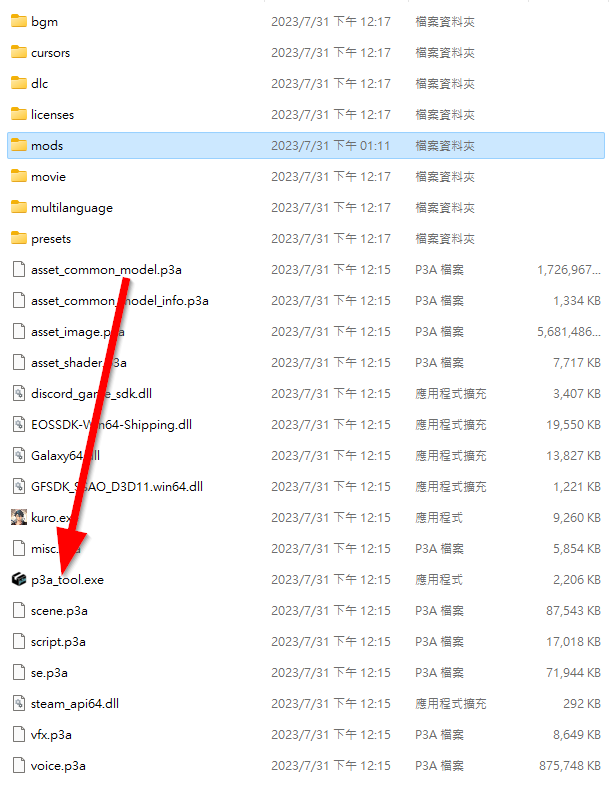 bgm 2023/7/31 下午 12:17 檔案資料夾
cursors 2023/7/31 下午 12:17 檔案資料夾
dlc 2023/7/31 下午 12:17 檔案資料夾
licenses 2023/7/31 下午 12:17 檔案資料夾
mods 2023/7/31 下午 01:11 檔案資料夾
movie 2023/7/31 下午 12:17 檔案資料夾
multilanguage 2023/7/31 下午 12:17 檔案資料夾
presets 2023/7/31 下午 12:17 檔案資料夾
asset_common_model.p3a 2023/7/31 下午 12:15 P3A 檔案 1,726,967...
asset_common_model_info.p3a 2023/7/31 下午 12:15 P3A 檔案 1,334 KB
asset_image.p3a 2023/7/31 下午 12:15 P3A 檔案 5,681,486...
asset_shader.p3a 2023/7/31 下午 12:15 P3A 檔案 7,717 KB
discord_game_sdk.dll 2023/7/31 下午 12:15 應用程式擴充 3,407 KB
EOSSDK-Win64-Shipping.dll 2023/7/31 下午 12:15 應用程式擴充 19,550 KB
Galaxy64.dll 2023/7/31 下午 12:15 應用程式擴充 13,827 KB
GFSDK_SSAO_D3D11.win64.dll 2023/7/31 下午 12:15 應用程式擴充 1,221 KB
kuro.exe 2023/7/31 下午 12:15 應用程式 9,260 KB
misc.p3a 2023/7/31 下午 12:15 P3A 檔案 5,854 KB
p3a_tool.exe 2023/7/31 下午 12:15 應用程式 2,206 KB
scene.p3a 2023/7/31 下午 12:15 P3A 檔案 87,543 KB
script.p3a 2023/7/31 下午 12:15 P3A 檔案 17,018 KB
se.p3a 2023/7/31 下午 12:15 P3A 檔案 71,944 KB
steam_api64.dll 2023/7/31 下午 12:15 應用程式擴充 292 KB
vfx.p3a 2023/7/31 下午 12:15 P3A 檔案 8,649 KB
voice.p3a 2023/7/31 下午 12:15 P3A 檔案 875,748 KB